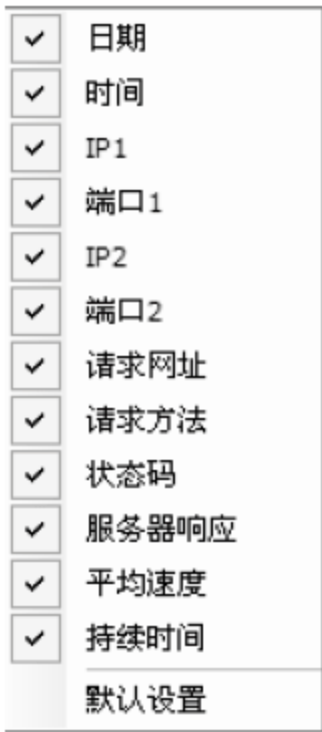 日期
时间
IP1
端口1
IP2
端口2
请求网址
请求方法
状态码
服务器响应
平均速度
持续时间
默认设置